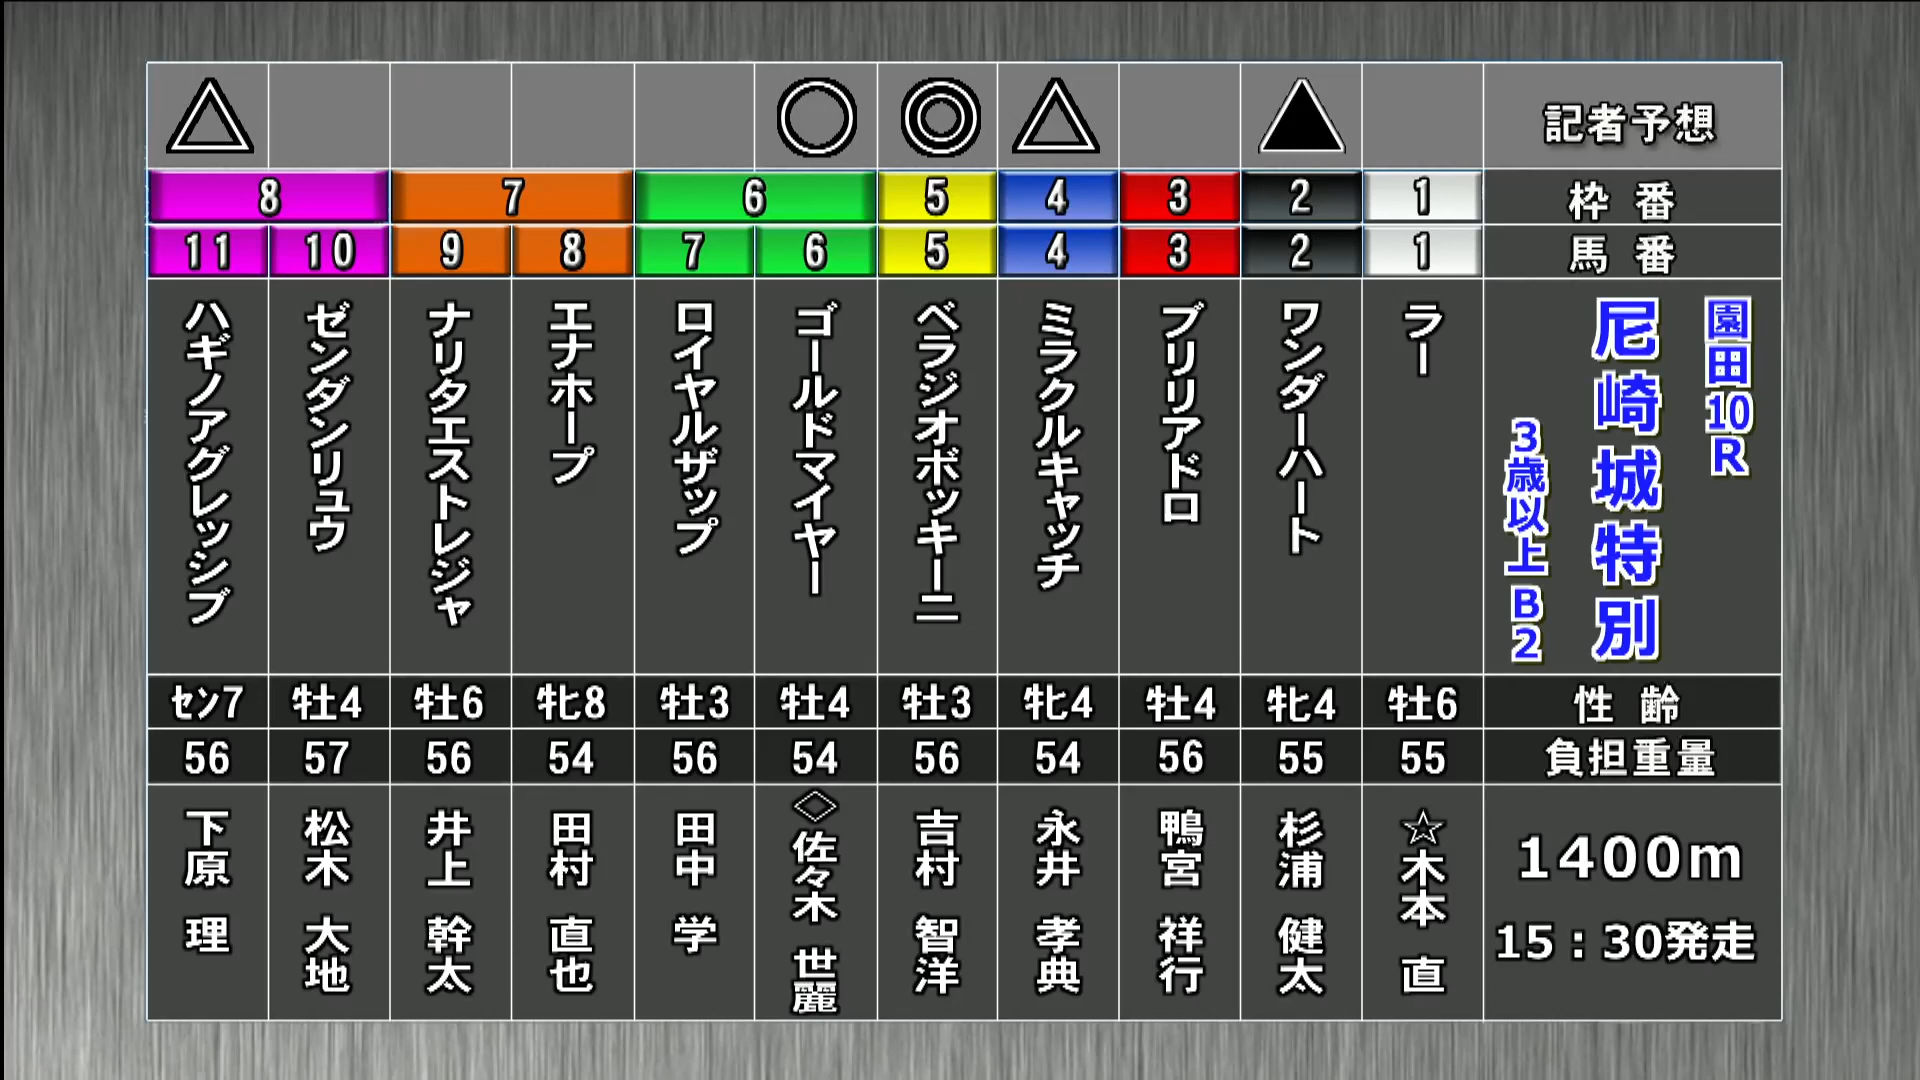 園田10R
尼崎城特別
3歳以上 B2
記者予想 ▲ △ ◎ ○ △
枠番 1 2 3 4 5 6 7 8
馬番 1 2 3 4 5 6 7 8 9 10 11
ラー
ワンダーハート
ブリリアドロ
ミラクルキャッチ
ベラジオボッキーニ
ゴールドマイヤー
ロイヤルザップ
エナホープ
ナリタエストレジャ
ゼンダンリュウ
ハギノアグレッシブ
性齢 牡6 牝4 牡4 牝4 牡3 牡4 牡3 牝8 牡6 牡4 セン7
負担重量 55 55 56 54 56 54 56 54 56 57 56
1400m
15:30発走
☆木本 直
杉浦 健太
鴨宮 祥行
永井 孝典
吉村 智洋
◇佐々木 世麗
田中 学
田村 直也
井上 幹太
松木 大地
下原 理